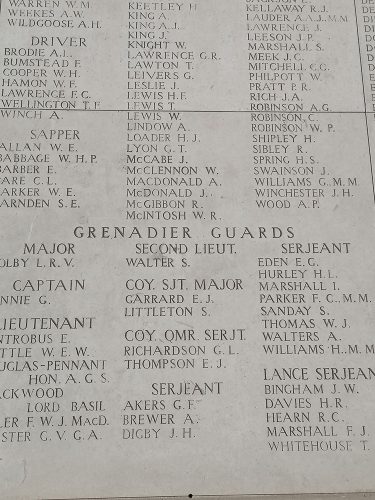 WARREN W.M
WEEKES A.W.
WILDGOOSE A.H.
DRIVER
BRODIE A.L.
BUMSTEAD F.
COOPER W.H.
HAMON W.F.
LAWRENCE F.C.
WELLINGTON T.F.
WINCH A.
SAPPER
ALLAN W.E.
BABBAGE W.H.P.
BARBER E.
ARE C.L.
ARKER W.E.
ARNDEN S.E.
KEETLEY H
KING A.
KING A.J.
KING J.
KNIGHT W.
LAWRENCE G.R.
LAWTON T.
LEIVERS G.
LESLIE J.
LEWIS H.F.
LEWIS T.
LEWIS W.
LINDOW A.
LOADER H.J.
LYON G.T.
McCABE J.
McCLENNON W.
MACDONALD A.
McDONALD J.
McGIBBON R.
McINTOSH W.R.
KELLAWAY R.J.
LAUDER A.A.J., M.M.
LAWRENCE J.
LEESON J.P.
MARSHALL S.
MEEK J.C.
MITCHELL C.G.
PHILPOTT W.
PRATT P.R.
RICH J.A.
ROBINSON A.G.
ROBINSON C.
ROBINSON W.P.
SHIPLEY H.
SIBLEY R.
SPRING H.S.
SWAINSON J.
WILLIAMS G., M.M.
WINCHESTER J.H.
WOOD A.P.
GRENADIER GUARDS
MAJOR
OLBY L.R.V.
CAPTAIN
NNIE G.
LIEUTENANT
NTROBUS E.
TTLE W.E.W.
UGLAS-PENNANT
HON. A.G.S.
ACKWOOD
LORD BASIL
LER F.W.J. MacD.
STER G.V.G.A.
SECOND LIEUT.
WALTER S.
COY. SJT. MAJOR
GARRARD E.J.
LITTLETON S.
COY. QMR. SERJT.
RICHARDSON G.L.
THOMPSON E.J.
SERJEANT
AKERS G.F.
BREWER A.
DIGBY J.H.
SERJEANT
EDEN E.G.
HURLEY H.L.
MARSHALL I.
PARKER F.C., M.M.
SANDAY S.
THOMAS W.J.
WALTERS A.
WILLIAMS H., M.M.
LANCE SERJEAN
BINGHAM J.W.
DAVIES H.R.
HEARN R.C.
MARSHALL F.J.
WHITEHOUSE T.